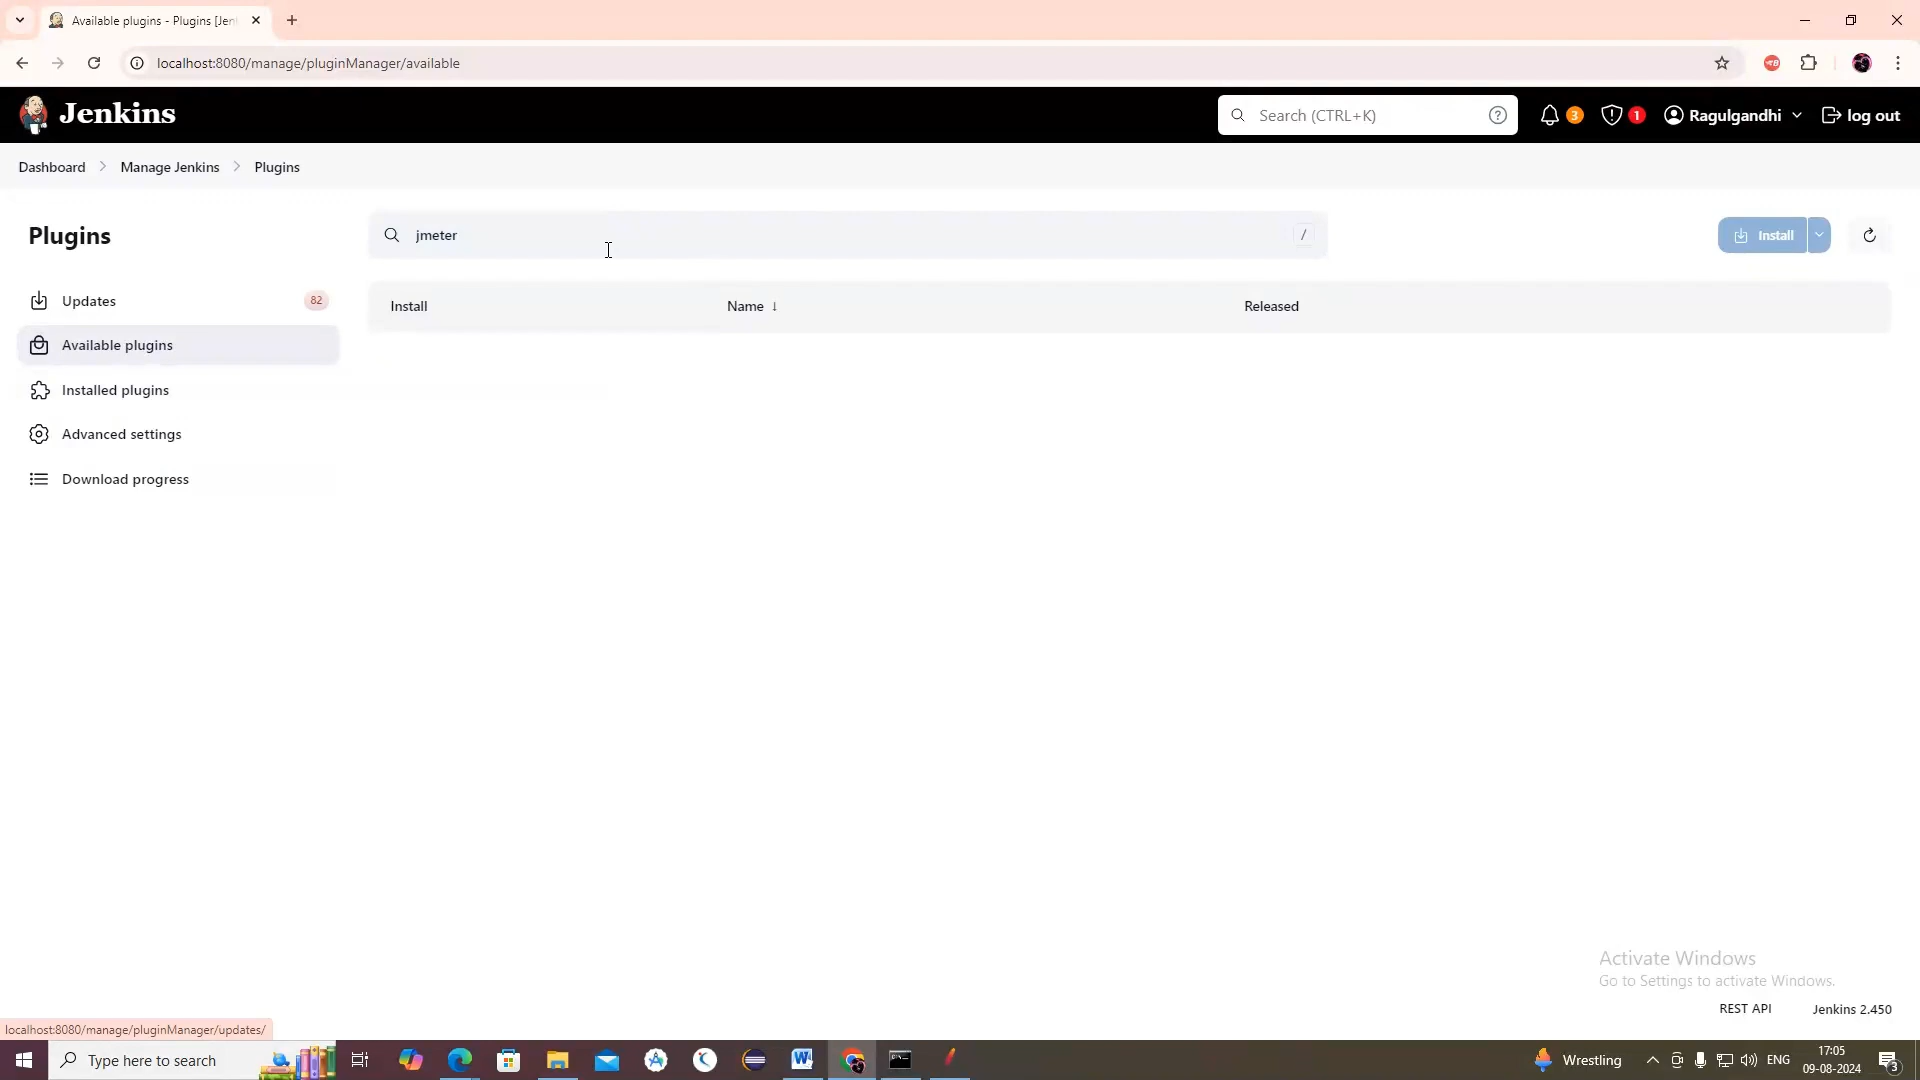 Available plugins - Plugins [Jen
localhost:8080/manage/pluginManager/available
Jenkins
Search (CTRL+K)
3
1
Ragulgandhi
log out
Dashboard
Manage Jenkins
Plugins
Plugins
jmeter
/
Install
Updates
82
Available plugins
Installed plugins
Advanced settings
Download progress
Install
Name ↓
Released
Activate Windows
Go to Settings to activate Windows.
REST API
Jenkins 2.450
localhost:8080/manage/pluginManager/updates/
Type here to search
Wrestling
ENG
17:05
09-08-2024
3